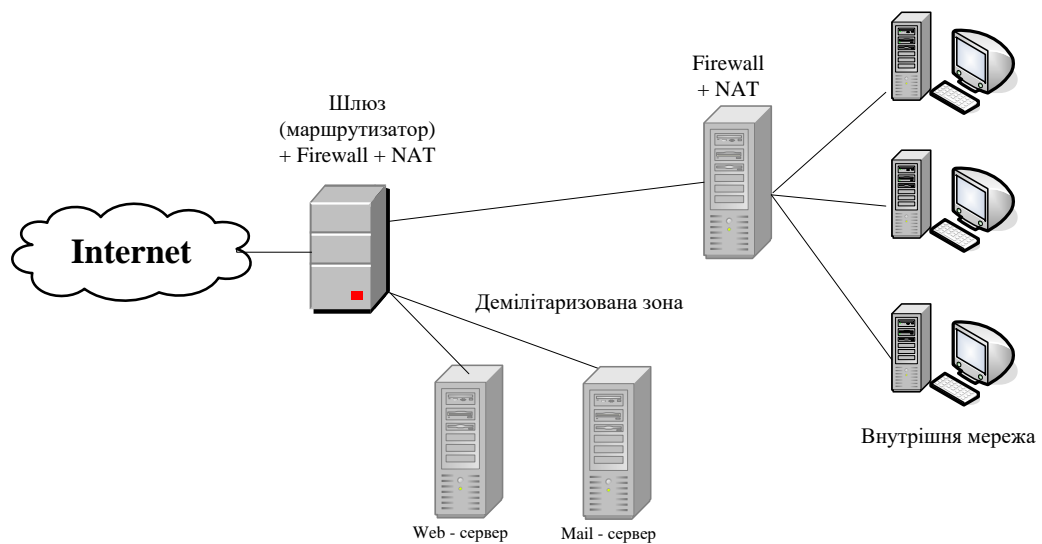 Шлюз
(маршрутизатор)
+ Firewall + NAT
Firewall
+ NAT
Internet
Демілітаризована зона
Внутрішня мережа
Web - сервер
Mail - сервер